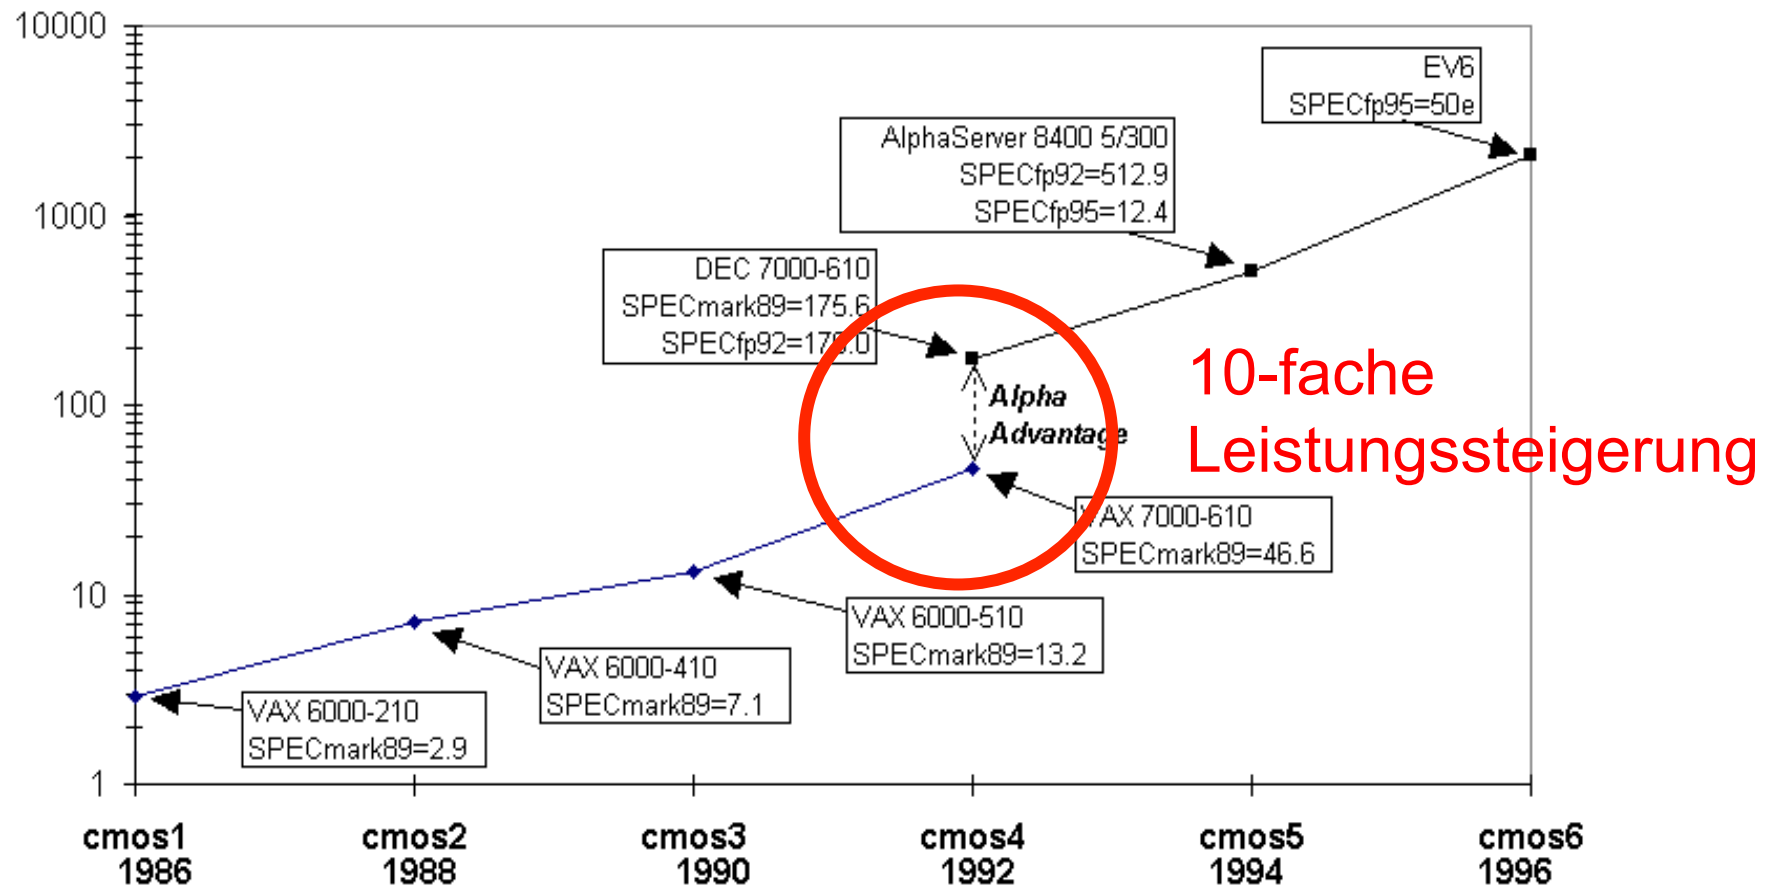 10000
1000
100
10
1
EV6
SPECfp95=50e
AlphaServer 8400 5/300
SPECfp92=512.9
SPECfp95=12.4
DEC 7000-610
SPECmark89=175.6
SPECfp92=176.0
Alpha
Advantage
10-fache
Leistungssteigerung
VAX 7000-610
SPECmark89=46.6
VAX 6000-510
SPECmark89=13.2
VAX 6000-410
SPECmark89=7.1
VAX 6000-210
SPECmark89=2.9
cmos1 cmos2 cmos3 cmos4 cmos5 cmos6
1986 1988 1990 1992 1994 1996